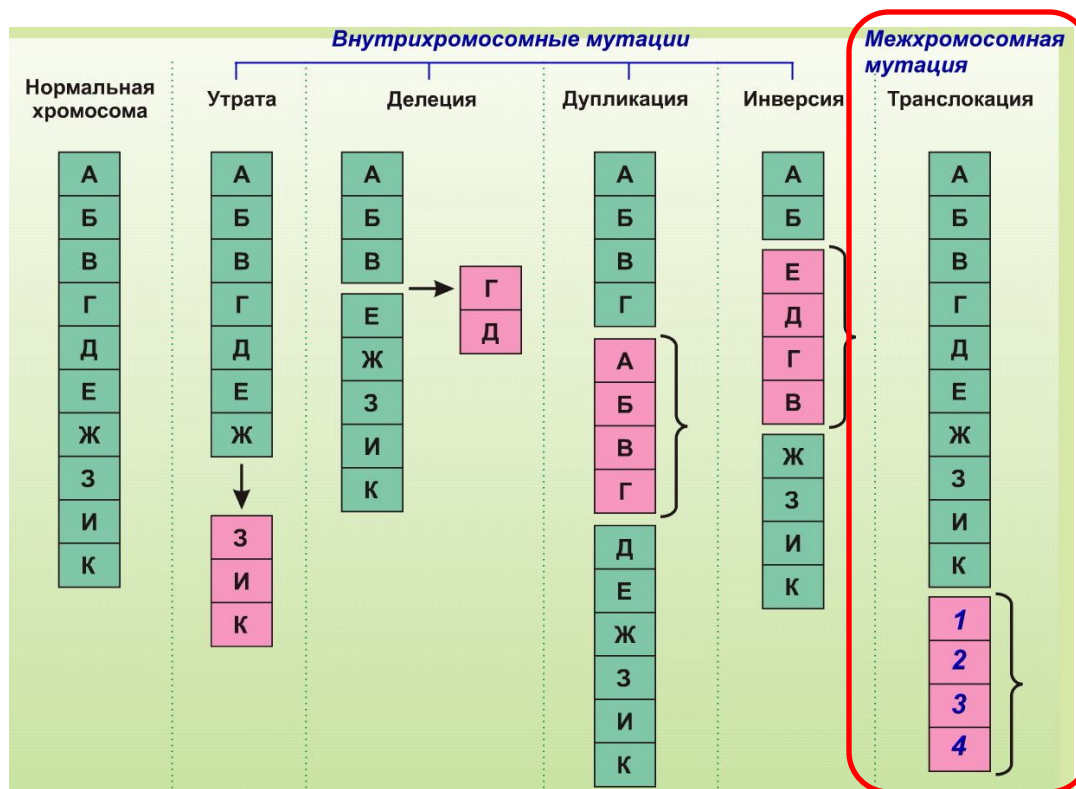 Внутрихромосомные мутации
Межхромосомная
мутация
Нормальная
хромосома
Утрата
Делеция
Дупликация
Инверсия
Транслокация
А
Б
В
Г
Д
Е
Ж
З
И
К
А
Б
В
Г
Д
Е
Ж
З
И
К
А
Б
В
Е
Ж
З
И
К
Г
Д
А
Б
В
Г
А
Б
В
Г
Д
Е
Ж
З
И
К
А
Б
Е
Д
Г
В
Ж
З
И
К
А
Б
В
Г
Д
Е
Ж
З
И
К
1
2
3
4